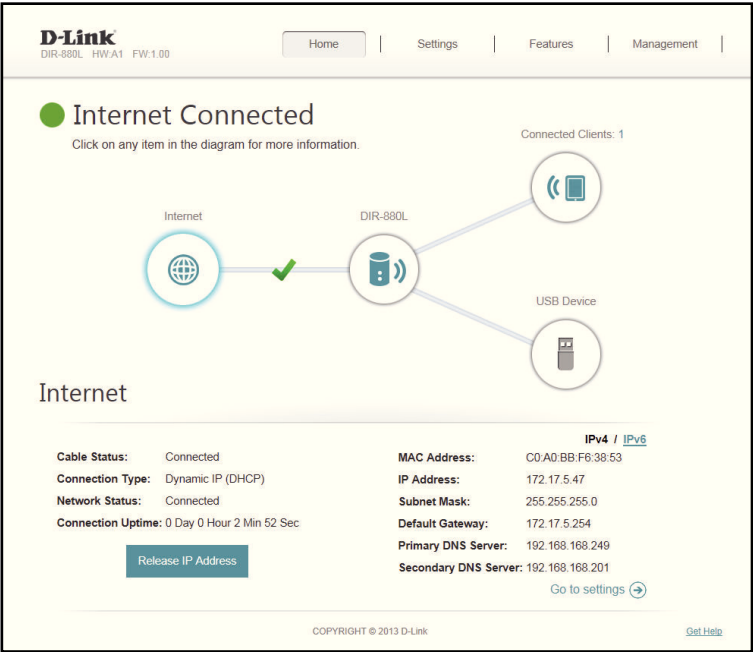 D-Link
DIR-880L HW:A1 FW:1.00
Home Settings Features Management
Internet Connected
Click on any item in the diagram for more information.
Connected Clients: 1
Internet DIR-880L
USB Device
Internet
IPv4 / IPv6
Cable Status: Connected MAC Address: C0:A0:BB:F6:38:53
Connection Type: Dynamic IP (DHCP) IP Address: 172.17.5.47
Network Status: Connected Subnet Mask: 255.255.255.0
Connection Uptime: 0 Day 0 Hour 2 Min 52 Sec Default Gateway: 172.17.5.254
Primary DNS Server: 192.168.168.249
Release IP Address
Secondary DNS Server: 192.168.168.201
Go to settings
COPYRIGHT © 2013 D-Link Get Help